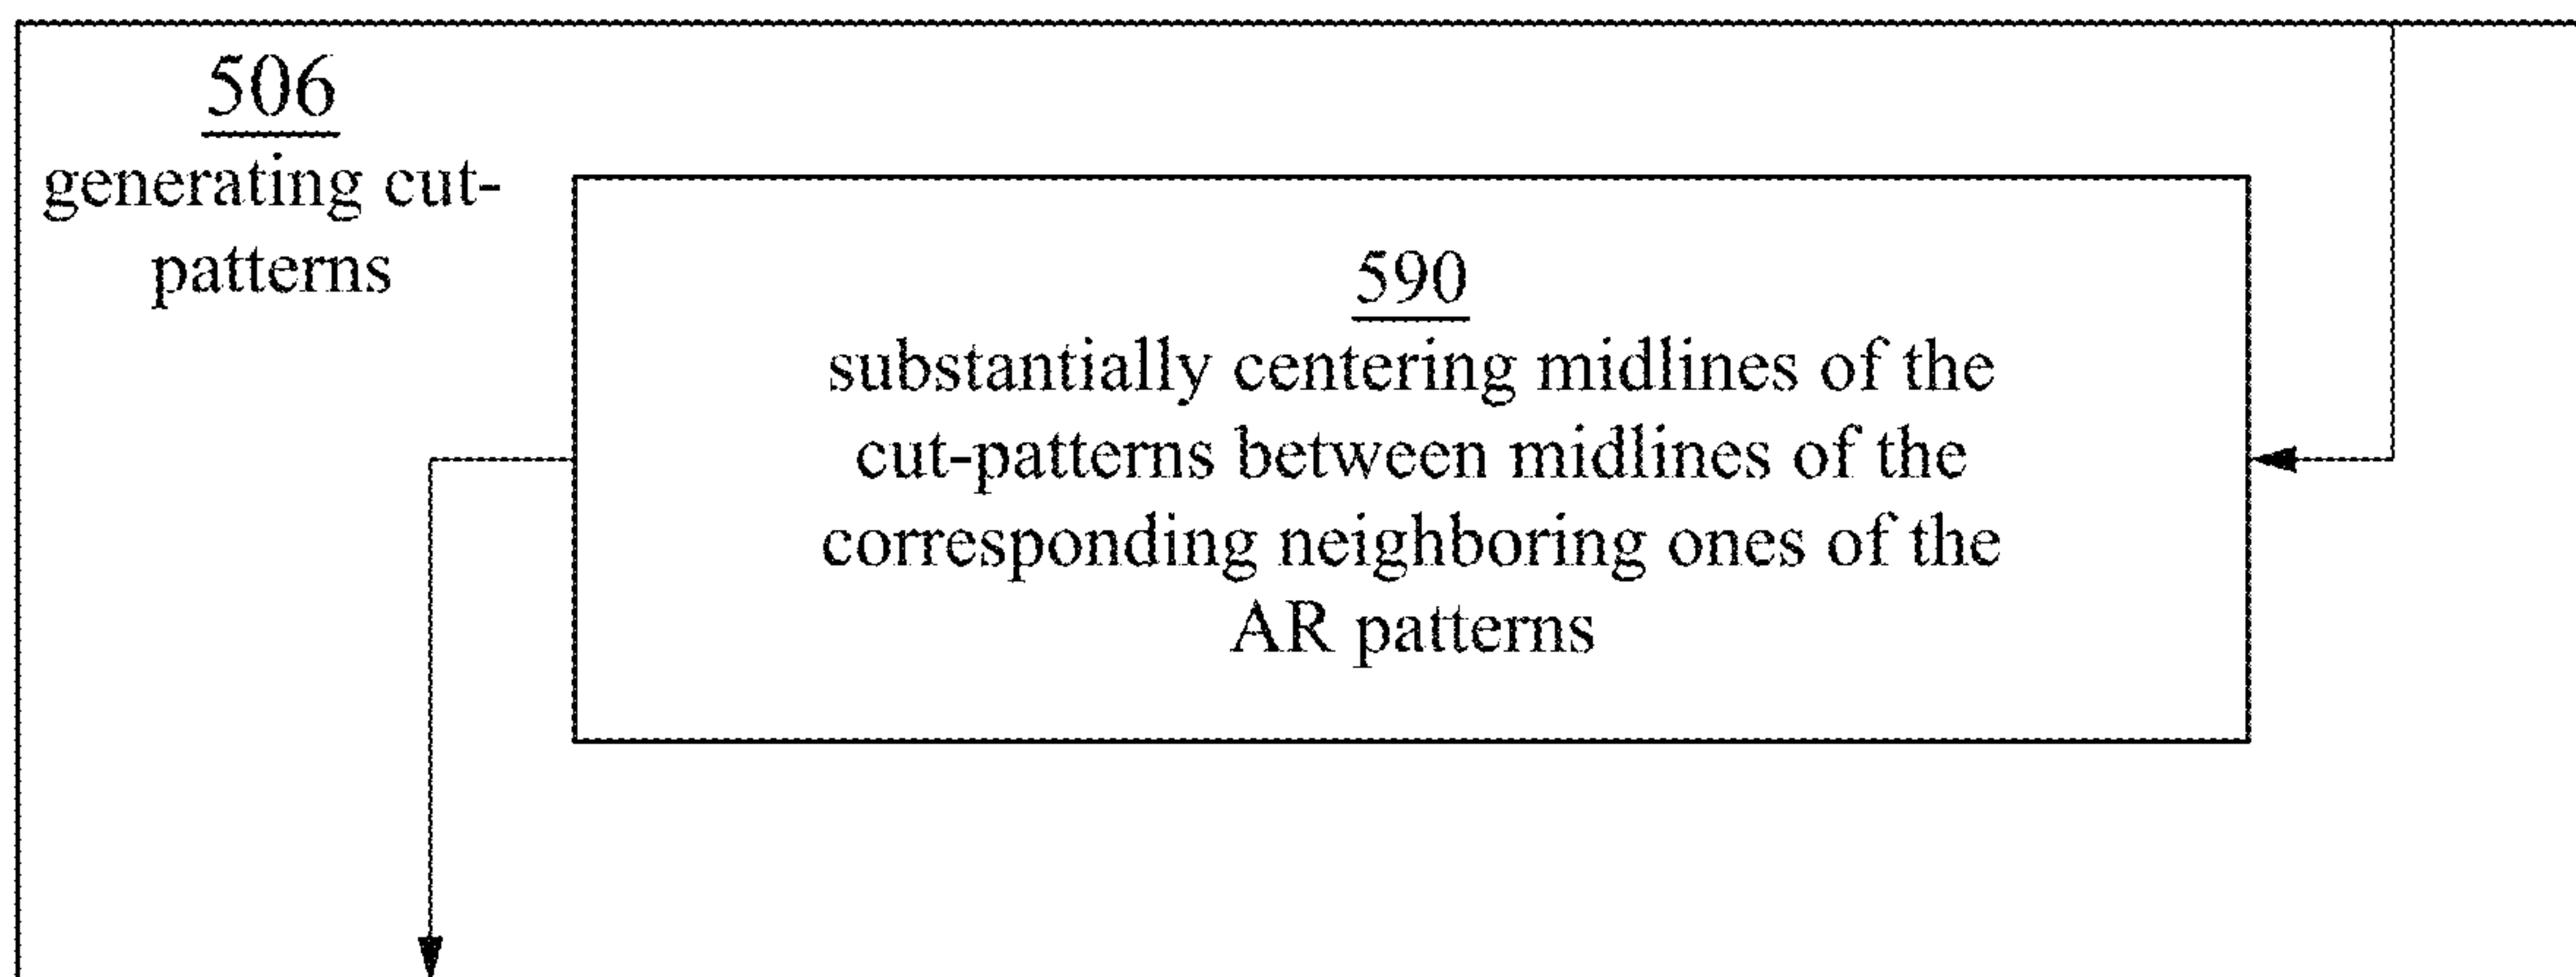 506
generating cut-
patterns
590
substantially centering midlines of the
cut-patterns between midlines of the
corresponding neighboring ones of the
AR patterns